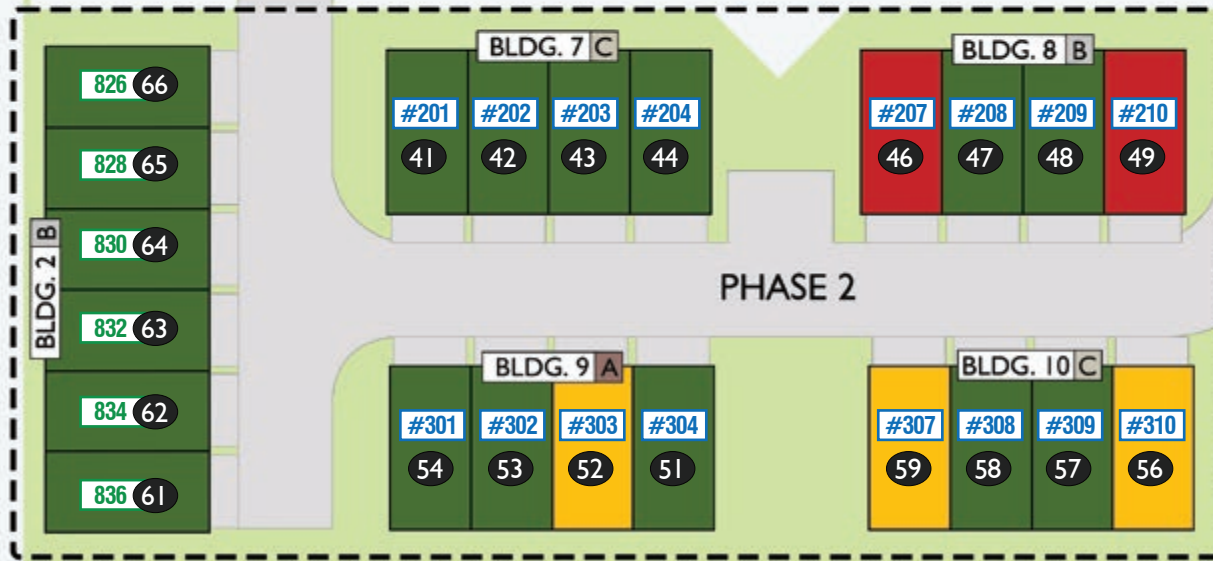 BLDG. 2 B
826 66
828 65
830 64
832 63
834 62
836 61
BLDG. 7 C
#201 #202 #203 #204
41 42 43 44
BLDG. 8 B
#207 #208 #209 #210
46 47 48 49
PHASE 2
BLDG. 9 A
#301 #302 #303 #304
54 53 52 51
BLDG. 10 C
#307 #308 #309 #310
59 58 57 56